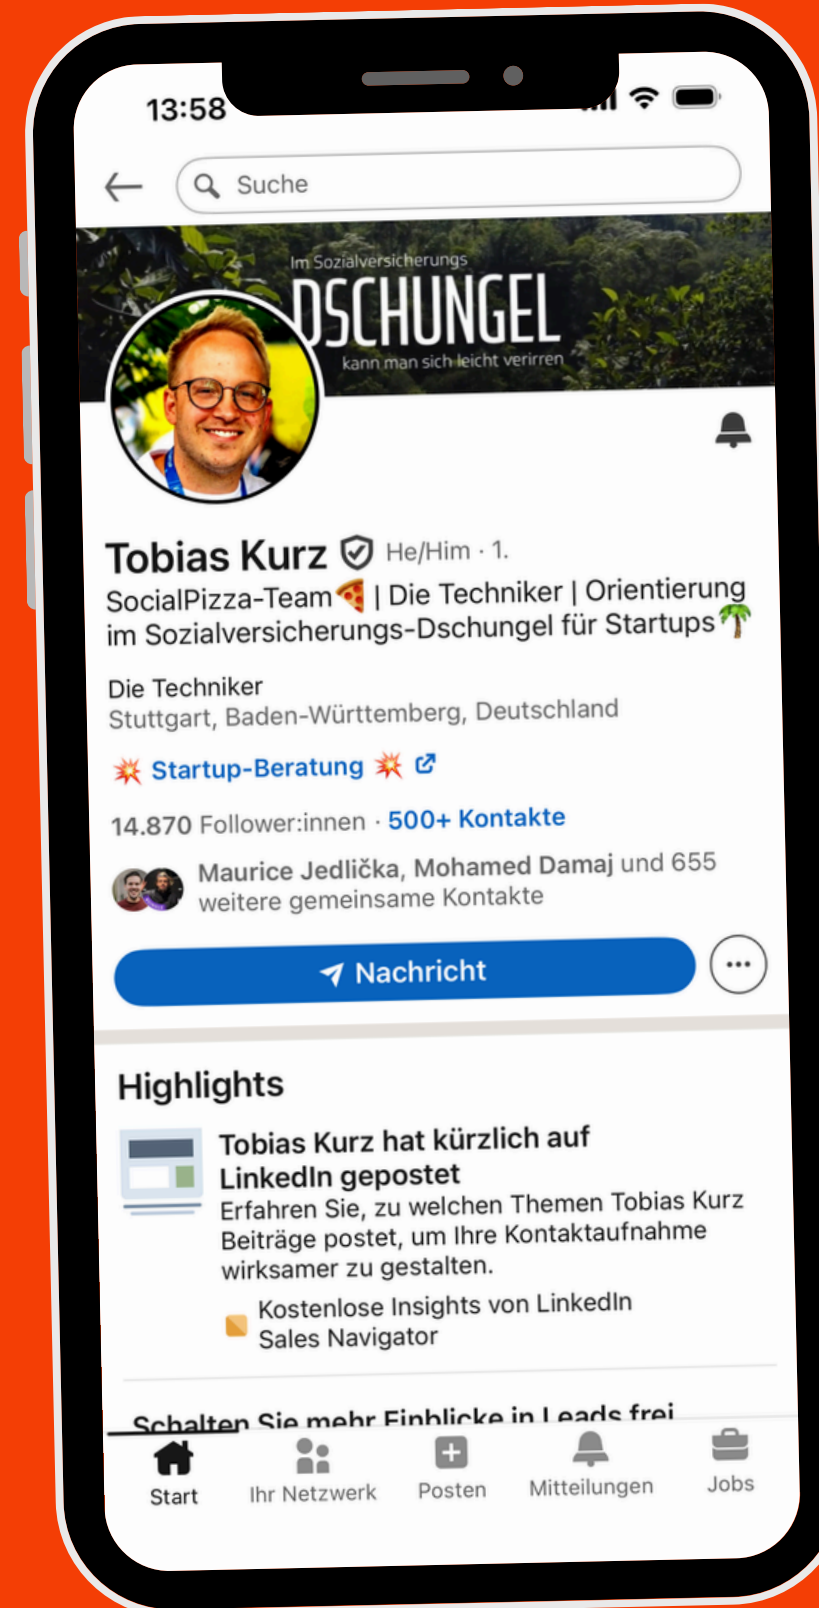 13:58
Suche
Im Sozialversicherungs
DSCHUNGEL
kann man sich leicht verirren
Tobias Kurz He/Him · 1.
SocialPizza-Team🍕 | Die Techniker | Orientierung
im Sozialversicherungs-Dschungel für Startups🌴
Die Techniker
Stuttgart, Baden-Württemberg, Deutschland
💥 Startup-Beratung 💥
14.870 Follower:innen · 500+ Kontakte
Maurice Jedlička, Mohamed Damaj und 655
weitere gemeinsame Kontakte
Nachricht
Highlights
Tobias Kurz hat kürzlich auf
LinkedIn gepostet
Erfahren Sie, zu welchen Themen Tobias Kurz
Beiträge postet, um Ihre Kontaktaufnahme
wirksamer zu gestalten.
Kostenlose Insights von LinkedIn
Sales Navigator
Schalten Sie mehr Einblicke in Leads frei
Start
Ihr Netzwerk
Posten
Mitteilungen
Jobs